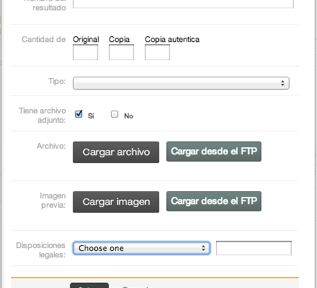 resultado
Cantidad de Original Copia Copia autentica
Tipo:
Tiene archivo adjunto: Si No
Archivo: Cargar archivo Cargar desde el FTP
Imagen previa: Cargar imagen Cargar desde el FTP
Disposiciones legales: Choose one